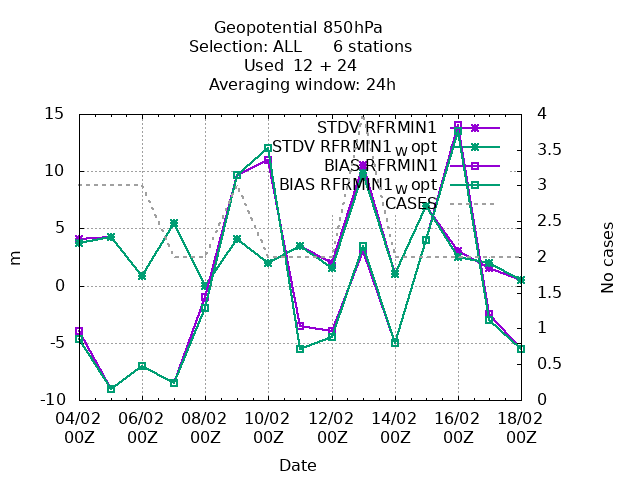 Geopotential 850hPa
Selection: ALL 6 stations
Used 12 + 24
Averaging window: 24h
15
10
5
0
-5
-10
m
4
3.5
3
2.5
2
1.5
1
0.5
0
No cases
STDV RFRMIN1
STDV RFRMIN1w opt
BIAS RFRMIN1
BIAS RFRMIN1w opt
CASES
04/02 06/02 08/02 10/02 12/02 14/02 16/02 18/02
00Z 00Z 00Z 00Z 00Z 00Z 00Z 00Z
Date